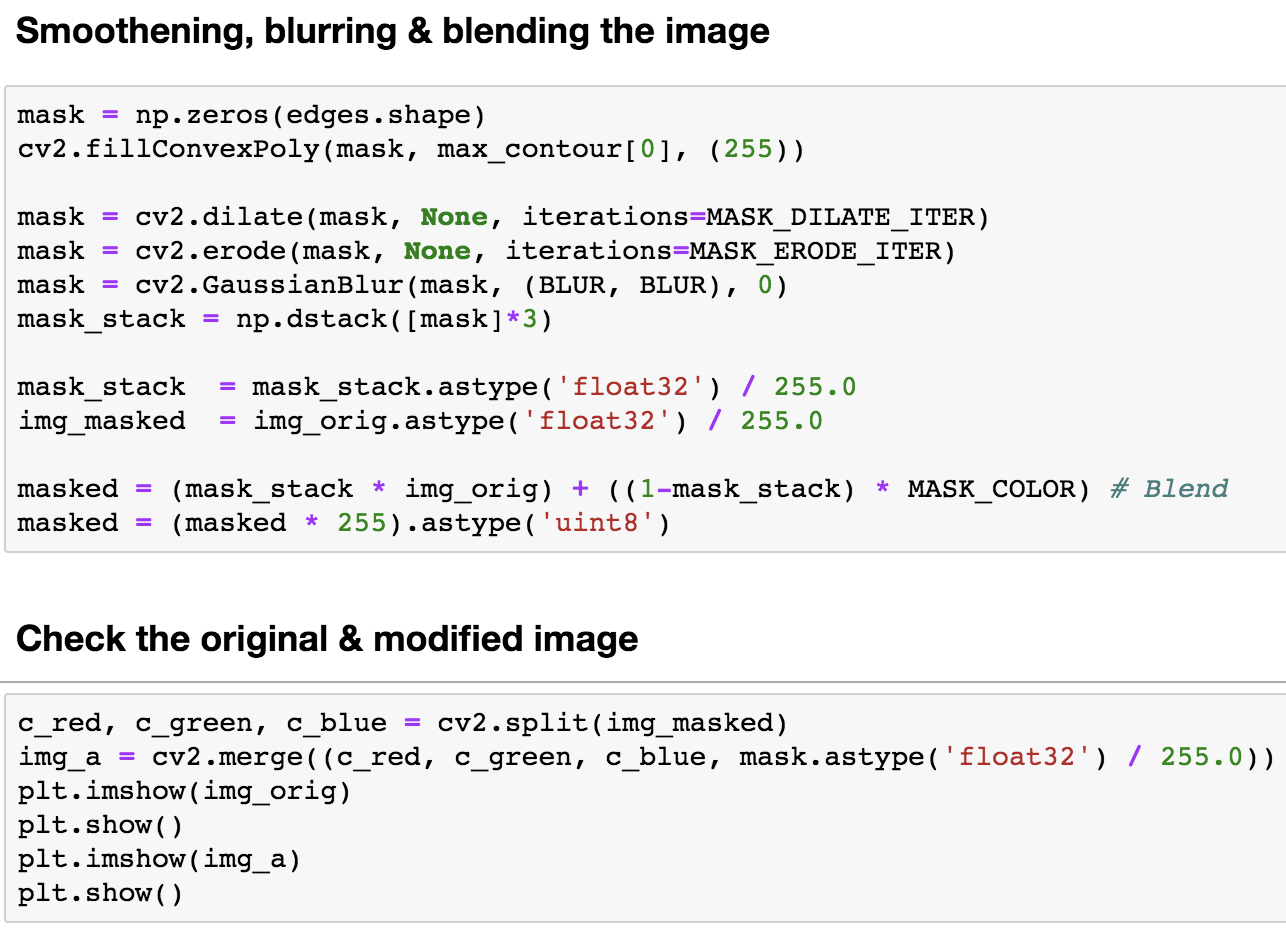 Smoothening, blurring & blending the image
mask = np.zeros(edges.shape)
cv2.fillConvexPoly(mask, max_contour[0], (255))
mask = cv2.dilate(mask, None, iterations=MASK_DILATE_ITER)
mask = cv2.erode(mask, None, iterations=MASK_ERODE_ITER)
mask = cv2.GaussianBlur(mask, (BLUR, BLUR), 0)
mask_stack = np.dstack([mask]*3)
mask_stack  = mask_stack.astype('float32') / 255.0
img_masked  = img_orig.astype('float32') / 255.0
masked = (mask_stack * img_orig) + ((1-mask_stack) * MASK_COLOR) # Blend
masked = (masked * 255).astype('uint8')
Check the original & modified image
c_red, c_green, c_blue = cv2.split(img_masked)
img_a = cv2.merge((c_red, c_green, c_blue, mask.astype('float32') / 255.0))
plt.imshow(img_orig)
plt.show()
plt.imshow(img_a)
plt.show()